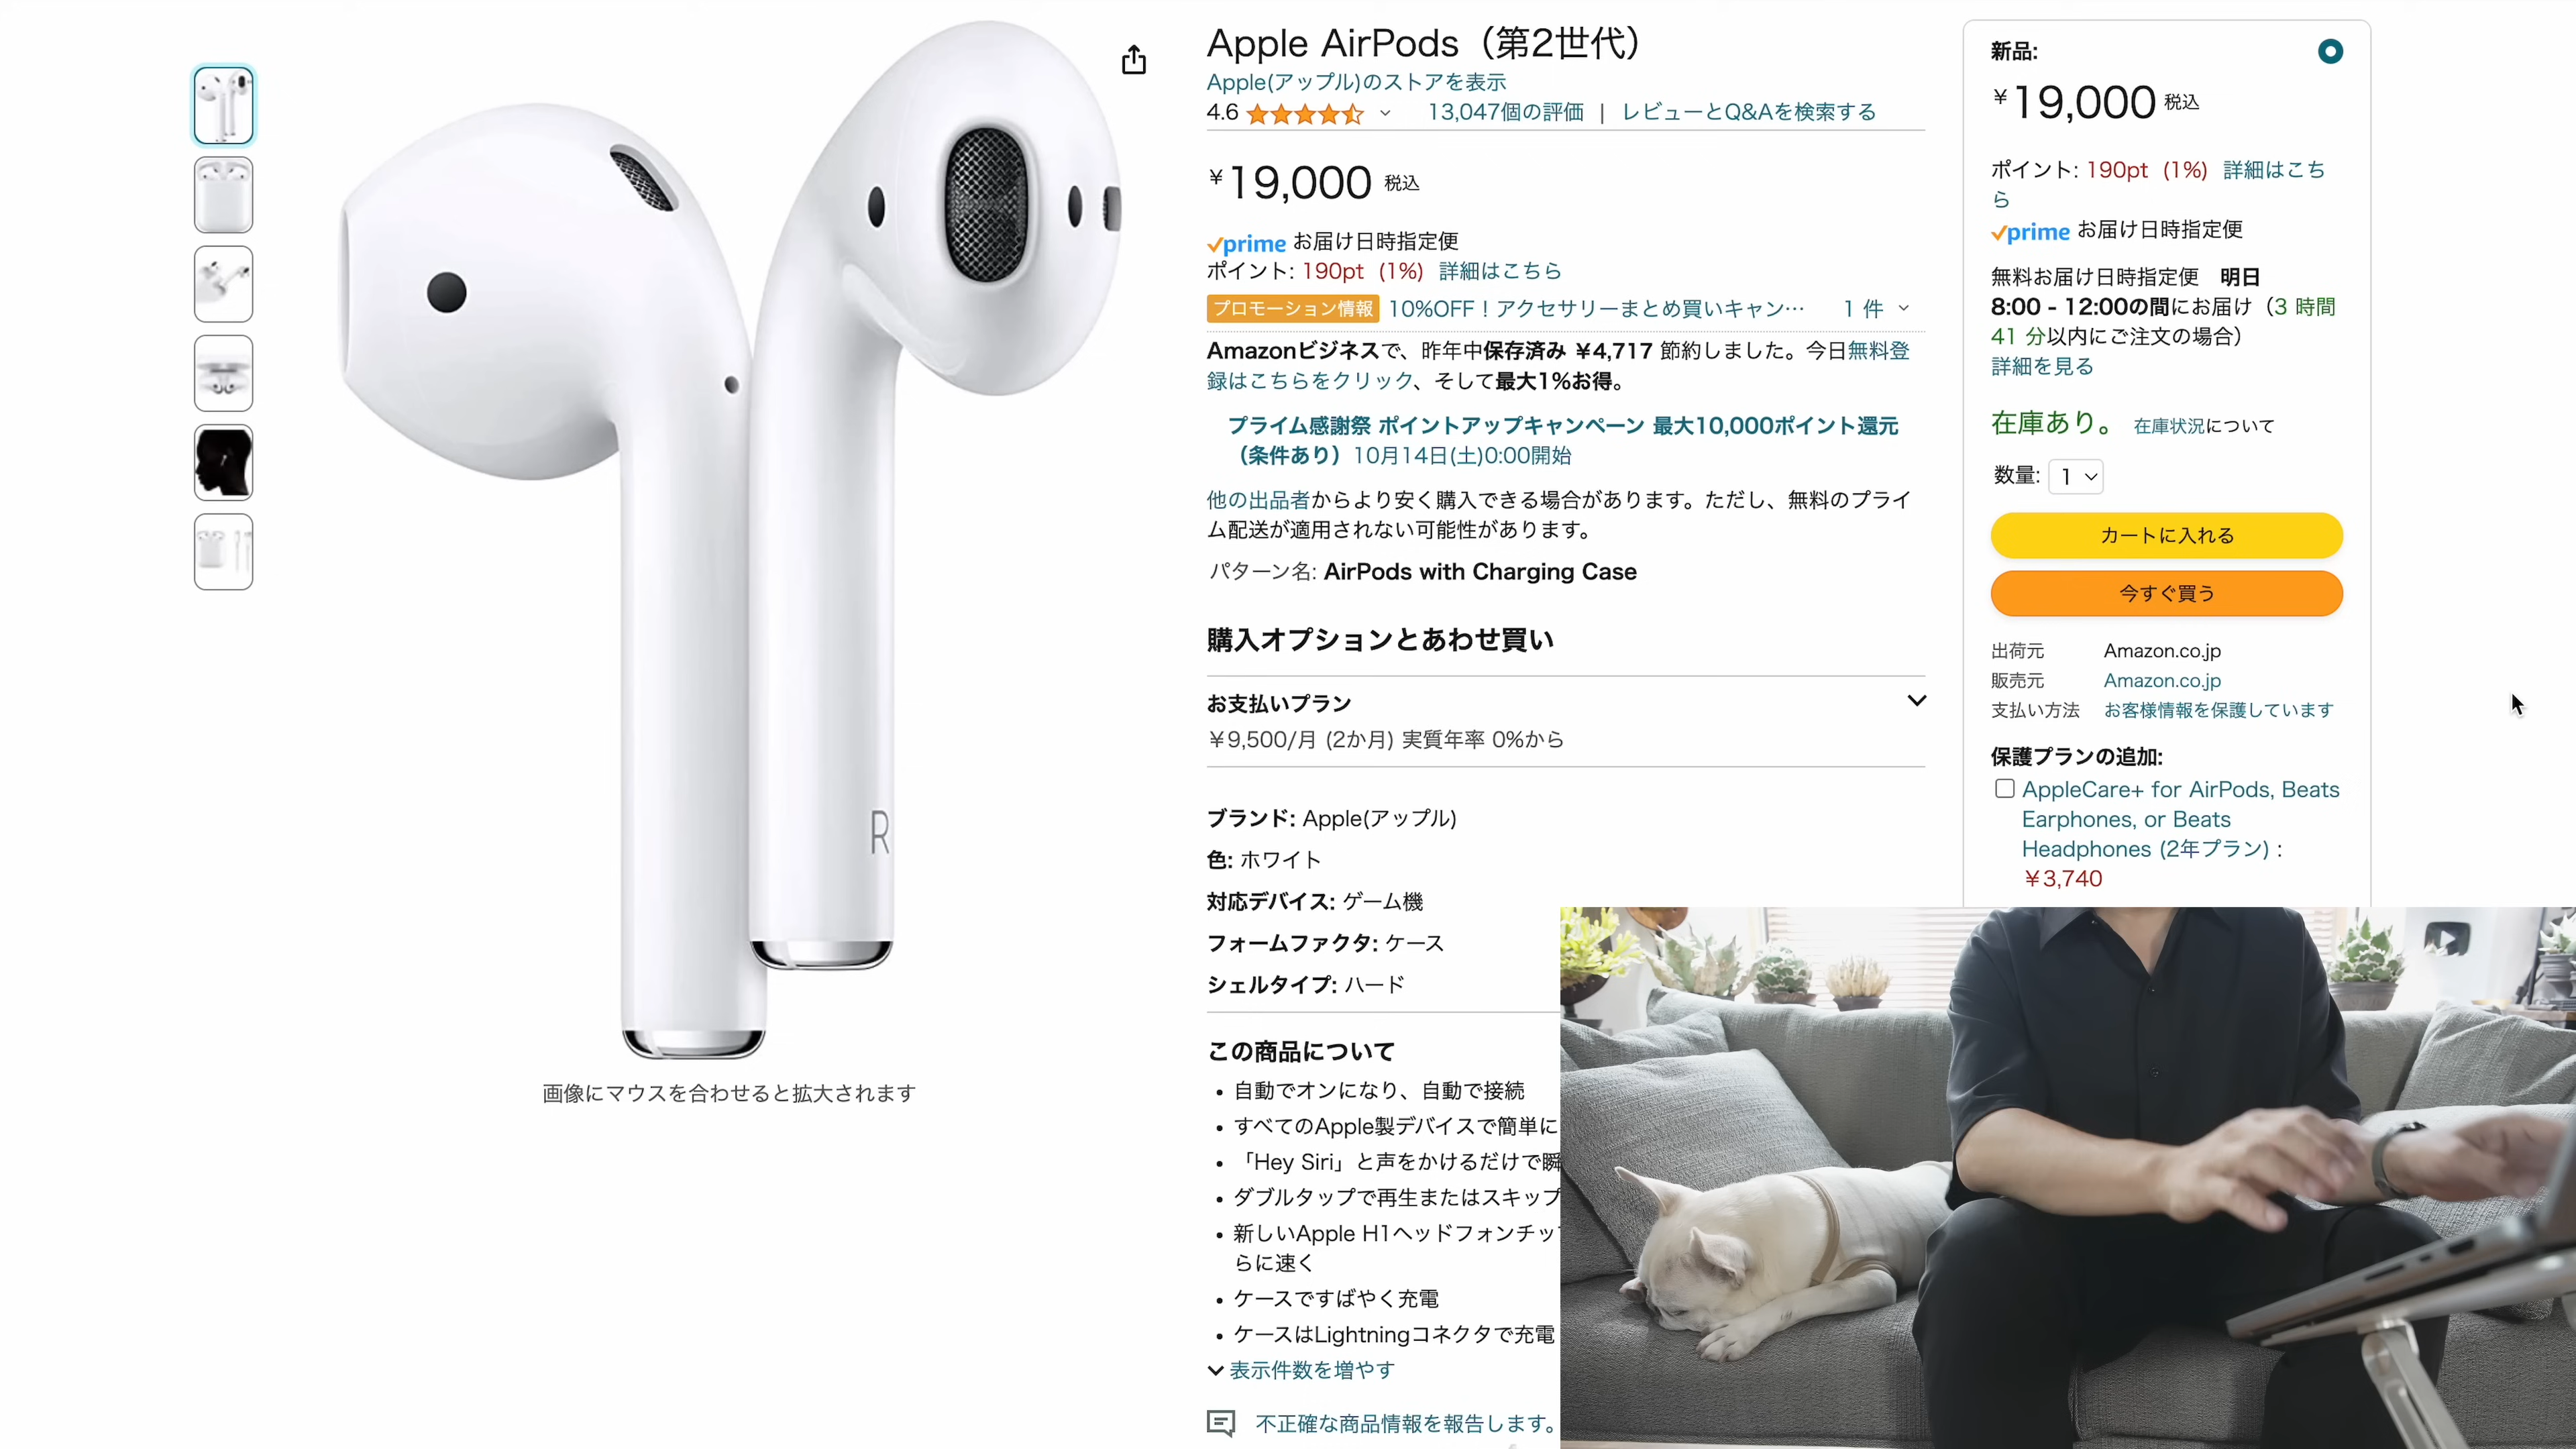 Apple AirPods（第2世代）
Apple(アップル)のストアを表示
4.6 13,047個の評価 | レビューとQ&Aを検索する
¥19,000 税込
prime お届け日時指定便
ポイント: 190pt (1%) 詳細はこちら
プロモーション情報 10%OFF！アクセサリーまとめ買いキャン… 1 件
Amazonビジネスで、昨年中保存済み ¥4,717 節約しました。今日無料登
録はこちらをクリック、そして最大1%お得。
プライム感謝祭 ポイントアップキャンペーン 最大10,000ポイント還元
（条件あり）10月14日(土)0:00開始
他の出品者からより安く購入できる場合があります。ただし、無料のプライ
ム配送が適用されない可能性があります。
パターン名: AirPods with Charging Case
購入オプションとあわせ買い
お支払いプラン
￥9,500/月 (2か月) 実質年率 0%から
ブランド: Apple(アップル)
色: ホワイト
対応デバイス: ゲーム機
フォームファクタ: ケース
シェルタイプ: ハード
この商品について
• 自動でオンになり、自動で接続
• すべてのApple製デバイスで簡単に
• 「Hey Siri」と声をかけるだけで瞬
• ダブルタップで再生またはスキップ
• 新しいApple H1ヘッドフォンチッ
らに速く
• ケースですばやく充電
• ケースはLightningコネクタで充電
表示件数を増やす
不正確な商品情報を報告します。
R
画像にマウスを合わせると拡大されます
新品:
¥19,000 税込
ポイント: 190pt (1%) 詳細はこち
ら
prime お届け日時指定便
無料お届け日時指定便 明日
8:00 - 12:00の間にお届け（3 時間
41 分以内にご注文の場合）
詳細を見る
在庫あり。 在庫状況について
数量: 1
カートに入れる
今すぐ買う
出荷元 Amazon.co.jp
販売元 Amazon.co.jp
支払い方法 お客様情報を保護しています
保護プランの追加:
AppleCare+ for AirPods, Beats
Earphones, or Beats
Headphones (2年プラン) :
￥3,740